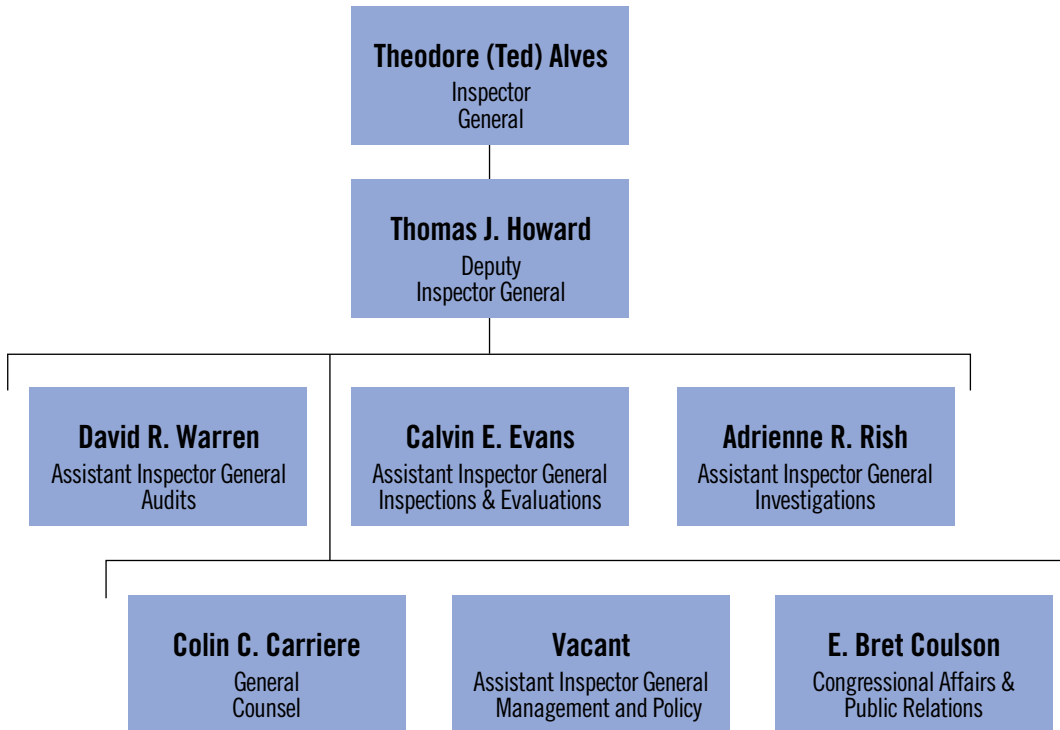 Theodore (Ted) Alves
Inspector
General
Thomas J. Howard
Deputy
Inspector General
David R. Warren
Assistant Inspector General
Audits
Calvin E. Evans
Assistant Inspector General
Inspections & Evaluations
Adrienne R. Rish
Assistant Inspector General
Investigations
Colin C. Carriere
General
Counsel
Vacant
Assistant Inspector General
Management and Policy
E. Bret Coulson
Congressional Affairs &
Public Relations